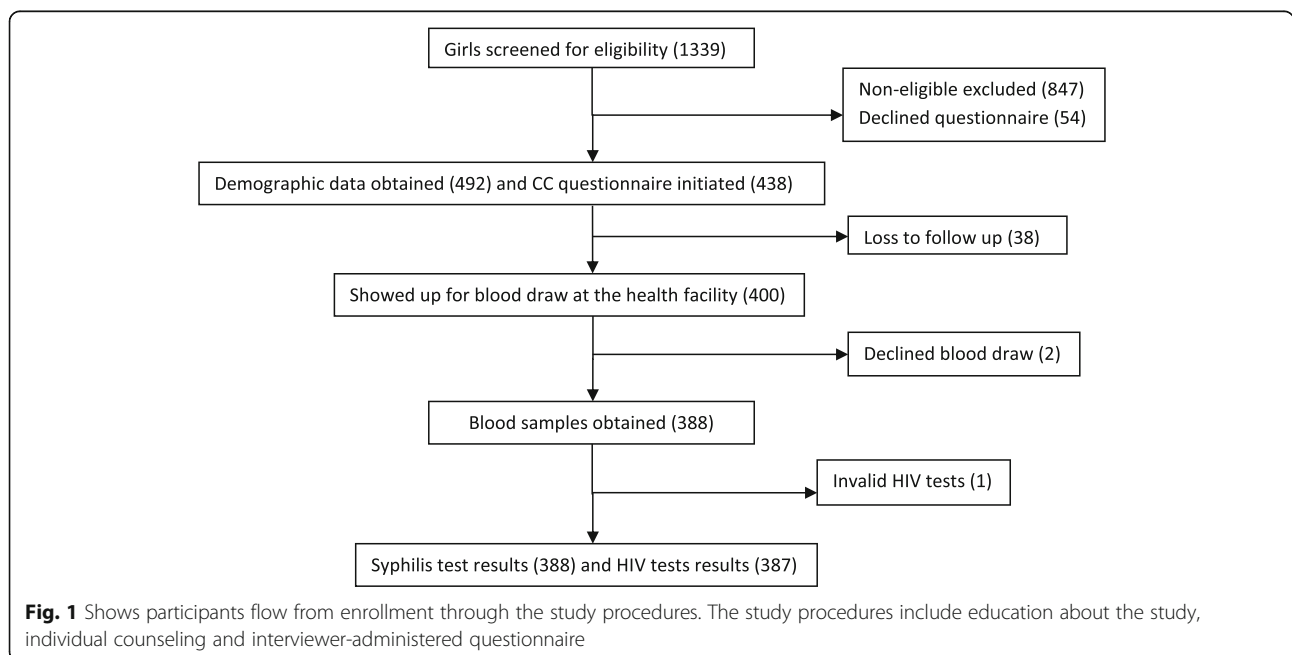 Girls screened for eligibility (1339)
Non-eligible excluded (847)
Declined questionnaire (54)
Demographic data obtained (492) and CC questionnaire initiated (438)
Loss to follow up (38)
Showed up for blood draw at the health facility (400)
Declined blood draw (2)
Blood samples obtained (388)
Invalid HIV tests (1)
Syphilis test results (388) and HIV tests results (387)
Fig. 1 Shows participants flow from enrollment through the study procedures. The study procedures include education about the study,
individual counseling and interviewer-administered questionnaire